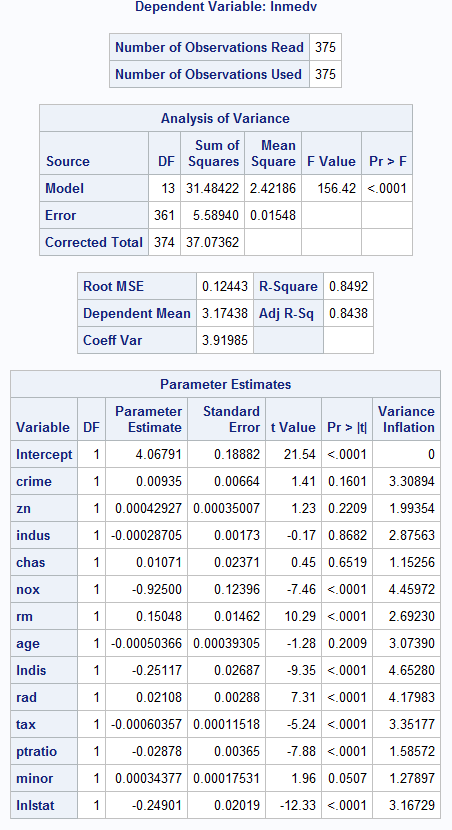 Dependent Variable: lnmedv
Number of Observations Read 375
Number of Observations Used 375
Analysis of Variance
Source DF Sum of Squares Mean Square F Value Pr > F
Model 13 31.48422 2.42186 156.42 <.0001
Error 361 5.58940 0.01548
Corrected Total 374 37.07362
Root MSE 0.12443 R-Square 0.8492
Dependent Mean 3.17438 Adj R-Sq 0.8438
Coeff Var 3.91985
Parameter Estimates
Variable DF Parameter Estimate Standard Error t Value Pr > |t| Variance Inflation
Intercept 1 4.06791 0.18882 21.54 <.0001 0
crime 1 0.00935 0.00664 1.41 0.1601 3.30894
zn 1 0.00042927 0.00035007 1.23 0.2209 1.99354
indus 1 -0.00028705 0.00173 -0.17 0.8682 2.87563
chas 1 0.01071 0.02371 0.45 0.6519 1.15256
nox 1 -0.92500 0.12396 -7.46 <.0001 4.45972
rm 1 0.15048 0.01462 10.29 <.0001 2.69230
age 1 -0.00050366 0.00039305 -1.28 0.2009 3.07390
lndis 1 -0.25117 0.02687 -9.35 <.0001 4.65280
rad 1 0.02108 0.00288 7.31 <.0001 4.17983
tax 1 -0.00060357 0.00011518 -5.24 <.0001 3.35177
ptratio 1 -0.02878 0.00365 -7.88 <.0001 1.58572
minor 1 0.00034377 0.00017531 1.96 0.0507 1.27897
lnlstat 1 -0.24901 0.02019 -12.33 <.0001 3.16729